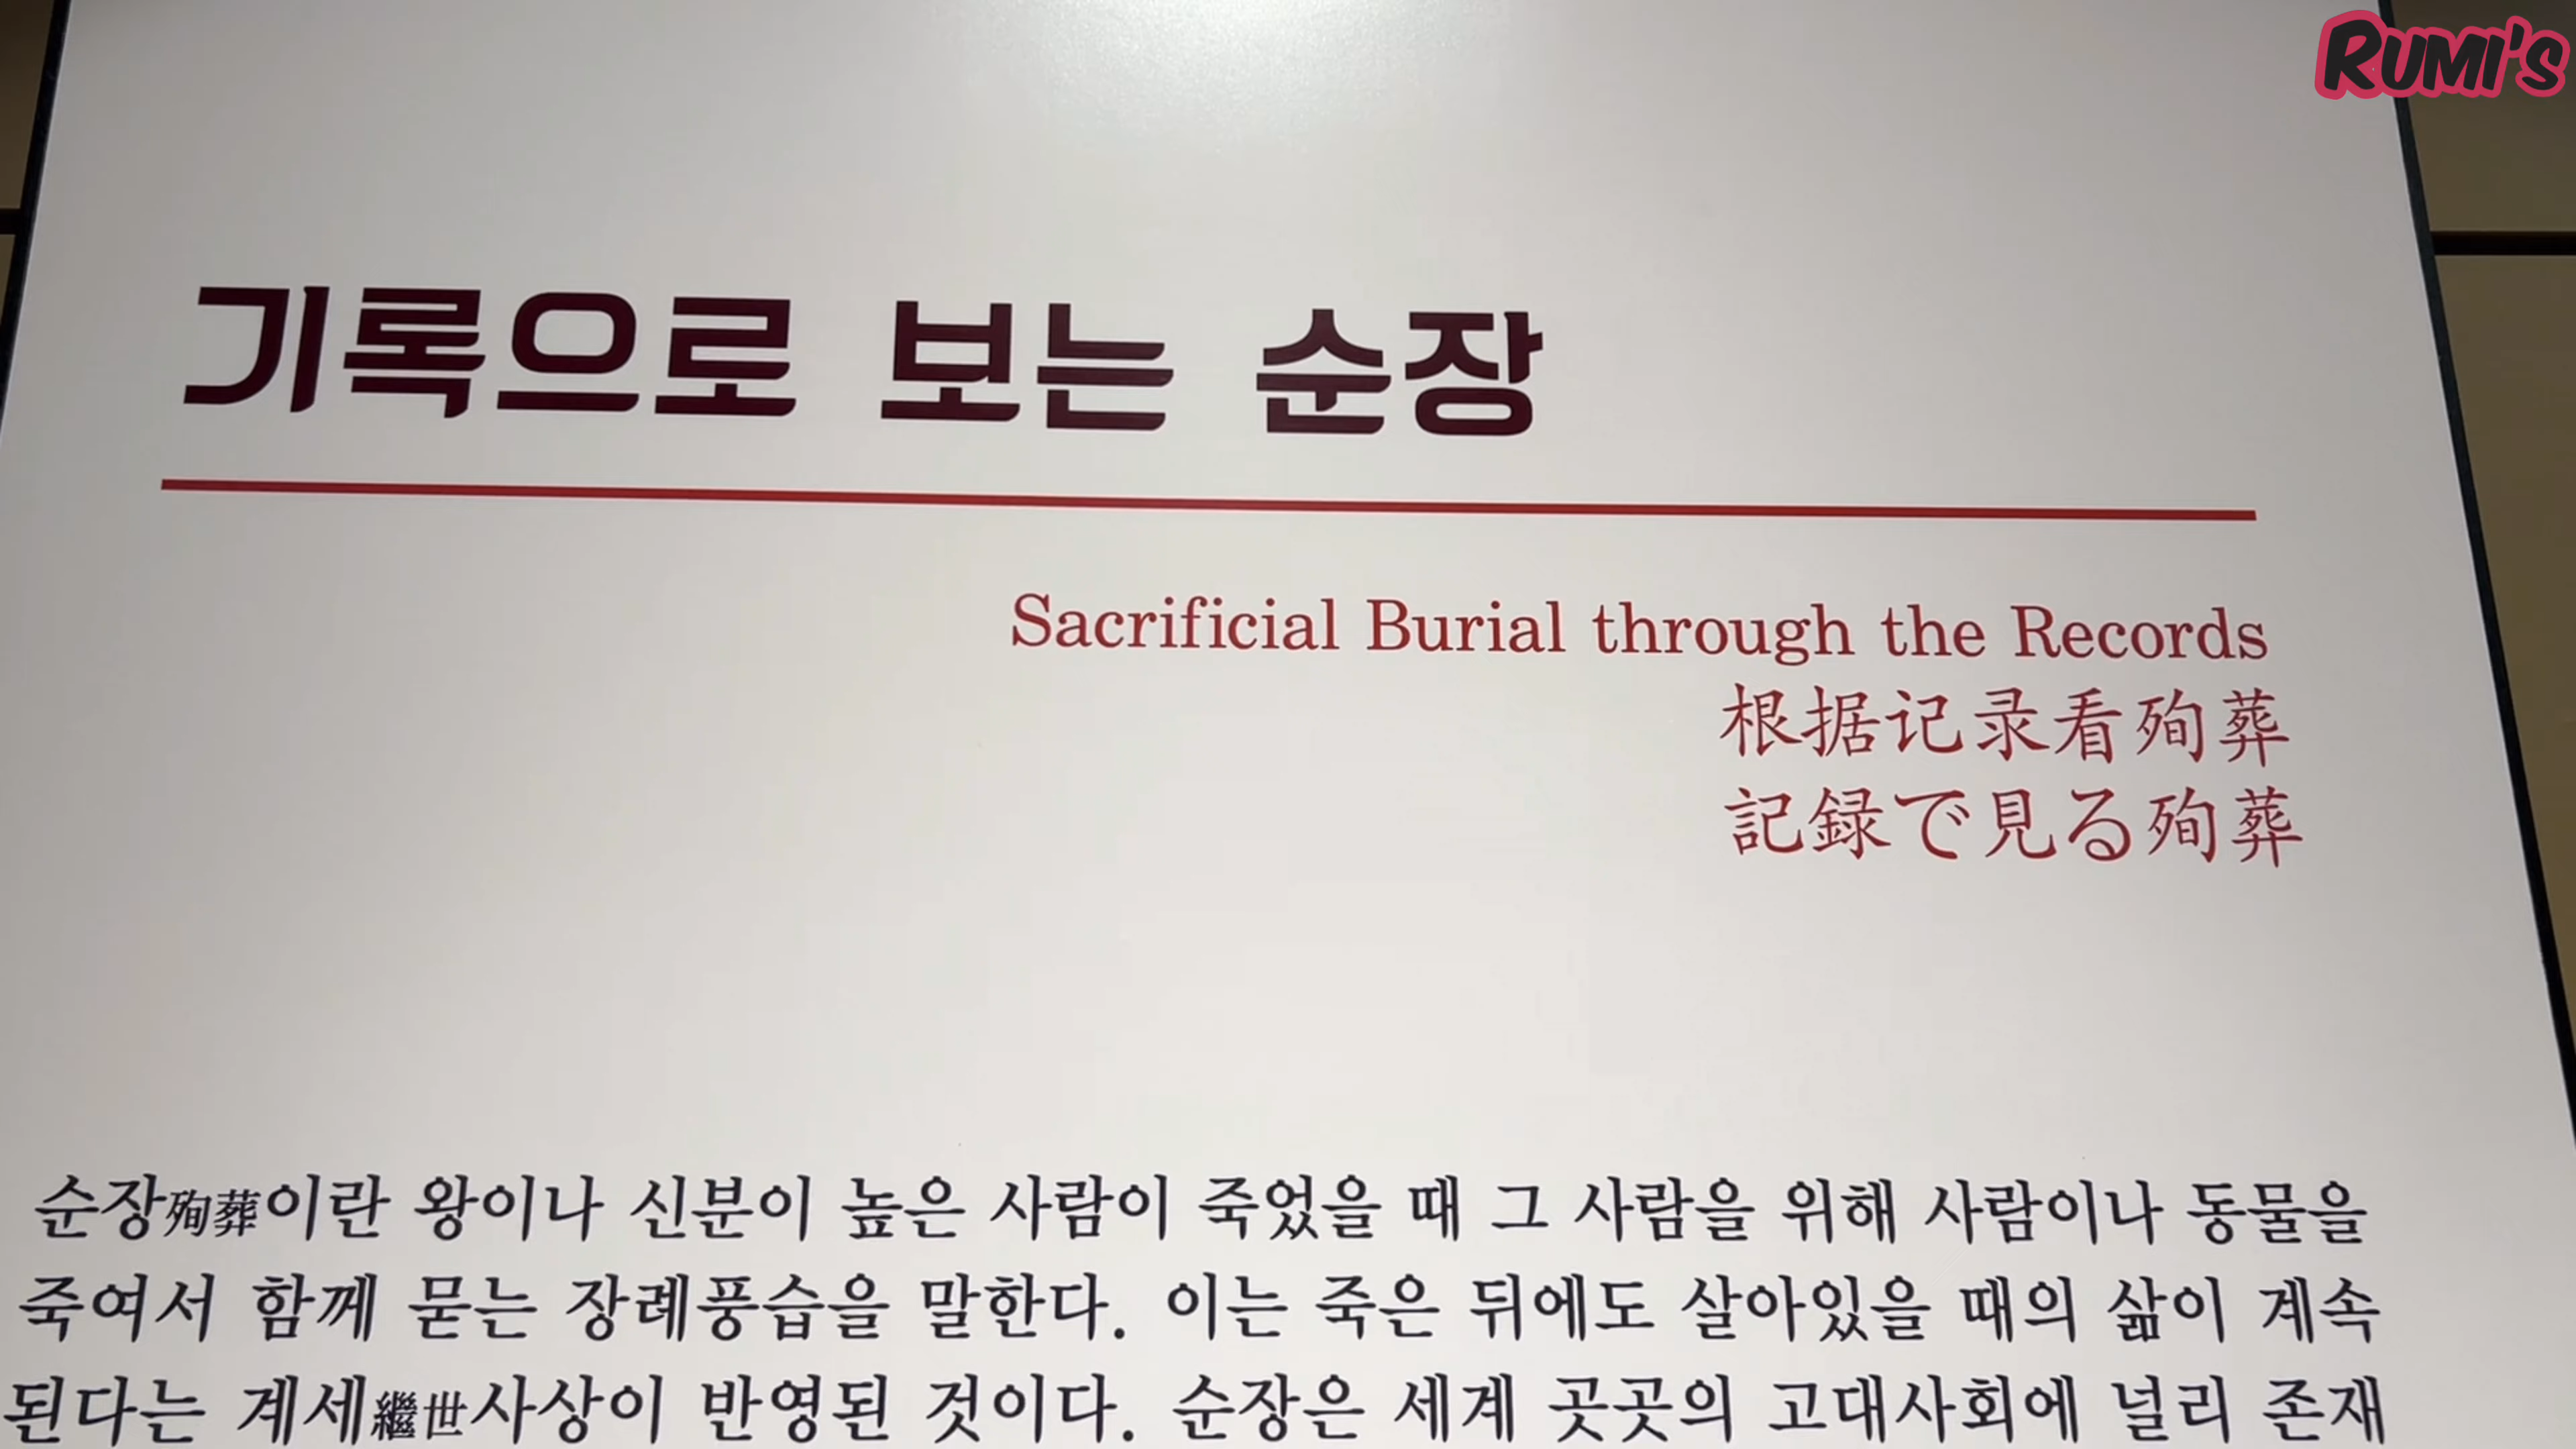 RUMI'S
기록으로 보는 순장
Sacrificial Burial through the Records
根据记录看殉葬
記録で見る殉葬
순장殉葬이란 왕이나 신분이 높은 사람이 죽었을 때 그 사람을 위해 사람이나 동물을
죽여서 함께 묻는 장례풍습을 말한다. 이는 죽은 뒤에도 살아있을 때의 삶이 계속
된다는 계세繼世사상이 반영된 것이다. 순장은 세계 곳곳의 고대사회에 널리 존재